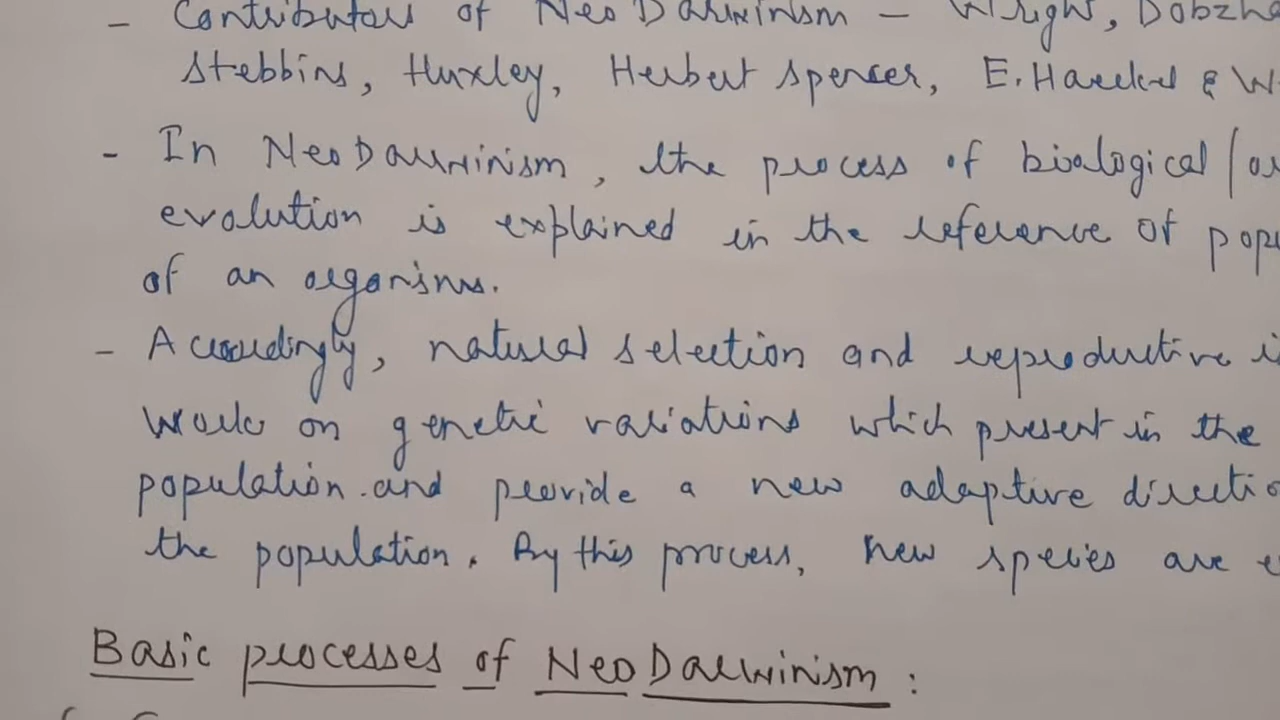 - Contributors of NeoDarwinism - Wright,
Stebbins, Huxley, Herbert Spencer, E. Haeckel &
- In NeoDarwinism, the process of biological /
evolution is explained in the reference of
of an organisms.
- Accordingly, natural selection and reproductive
work on genetic variations which present in the
population. and provide a new adaptive
the population. By this process, new species are
Basic processes of NeoDarwinism :